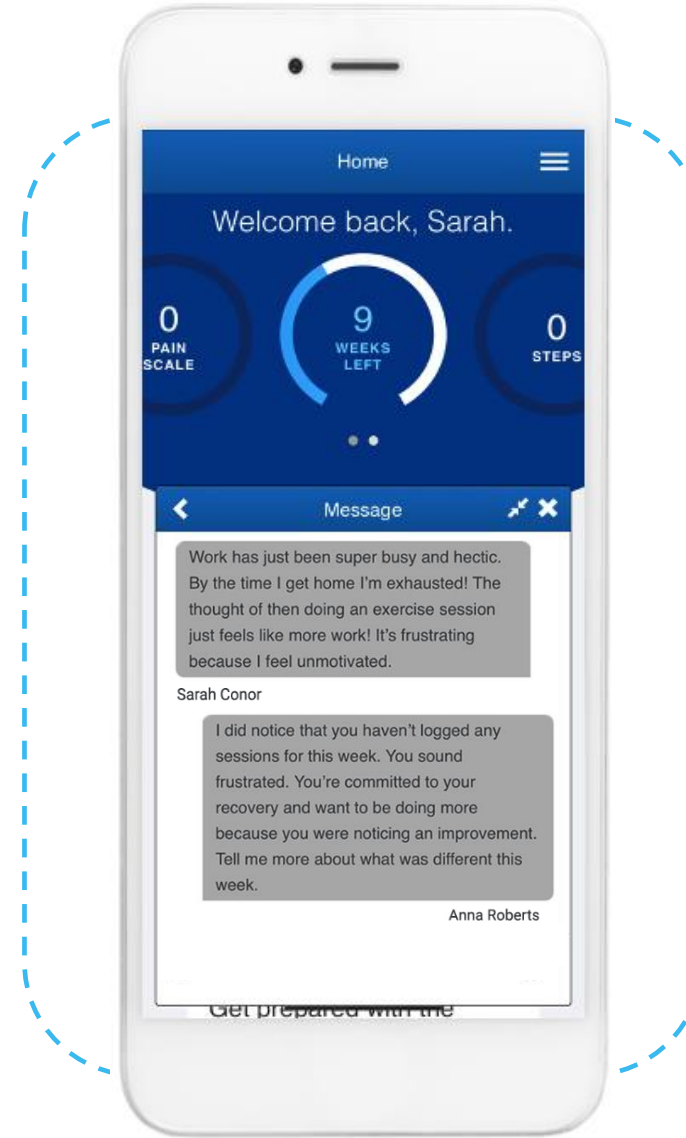 Home
Welcome back, Sarah.
0
PAIN
SCALE
9
WEEKS
LEFT
0
STEPS
Message
Work has just been super busy and hectic.
By the time I get home I'm exhausted! The
thought of then doing an exercise session
just feels like more work! It's frustrating
because I feel unmotivated.
Sarah Conor
I did notice that you haven't logged any
sessions for this week. You sound
frustrated. You're committed to your
recovery and want to be doing more
because you were noticing an improvement.
Tell me more about what was different this
week.
Anna Roberts
Get prepared with the